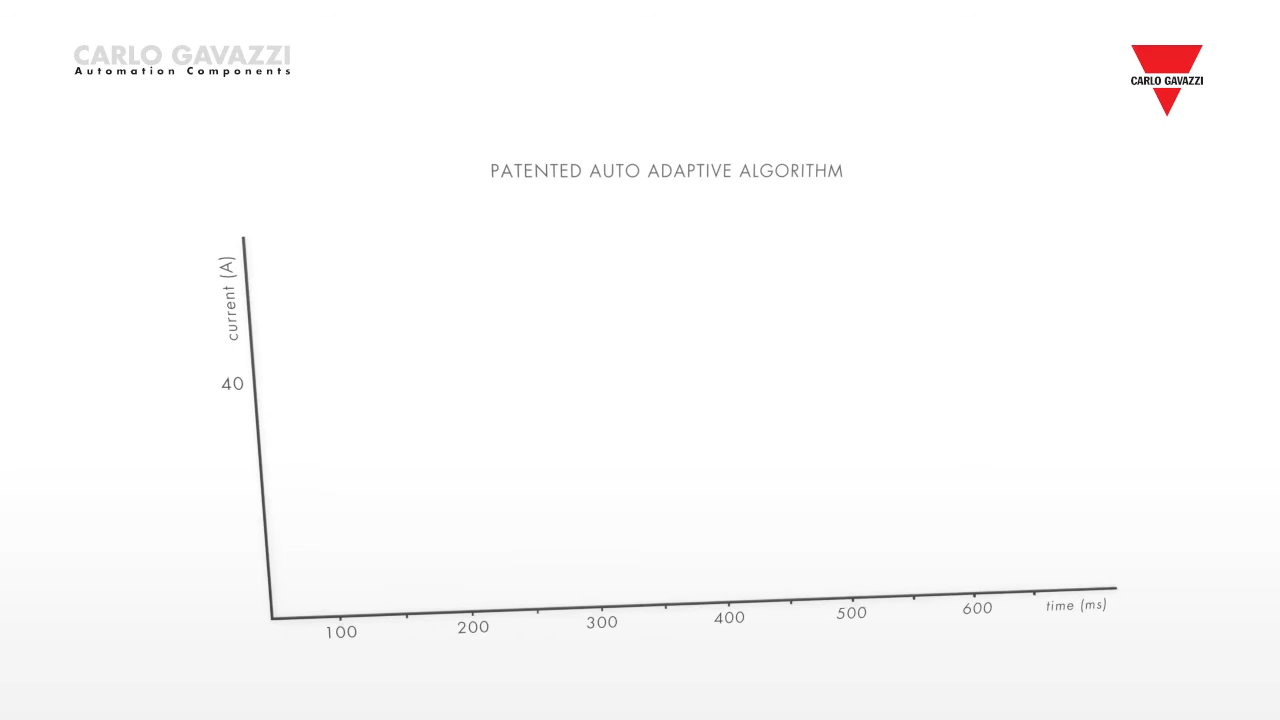 CARLO GAVAZZI
Automation Components
CARLO GAVAZZI
PATENTED AUTO ADAPTIVE ALGORITHM
current (A)
40
100 200 300 400 500 600 time (ms)